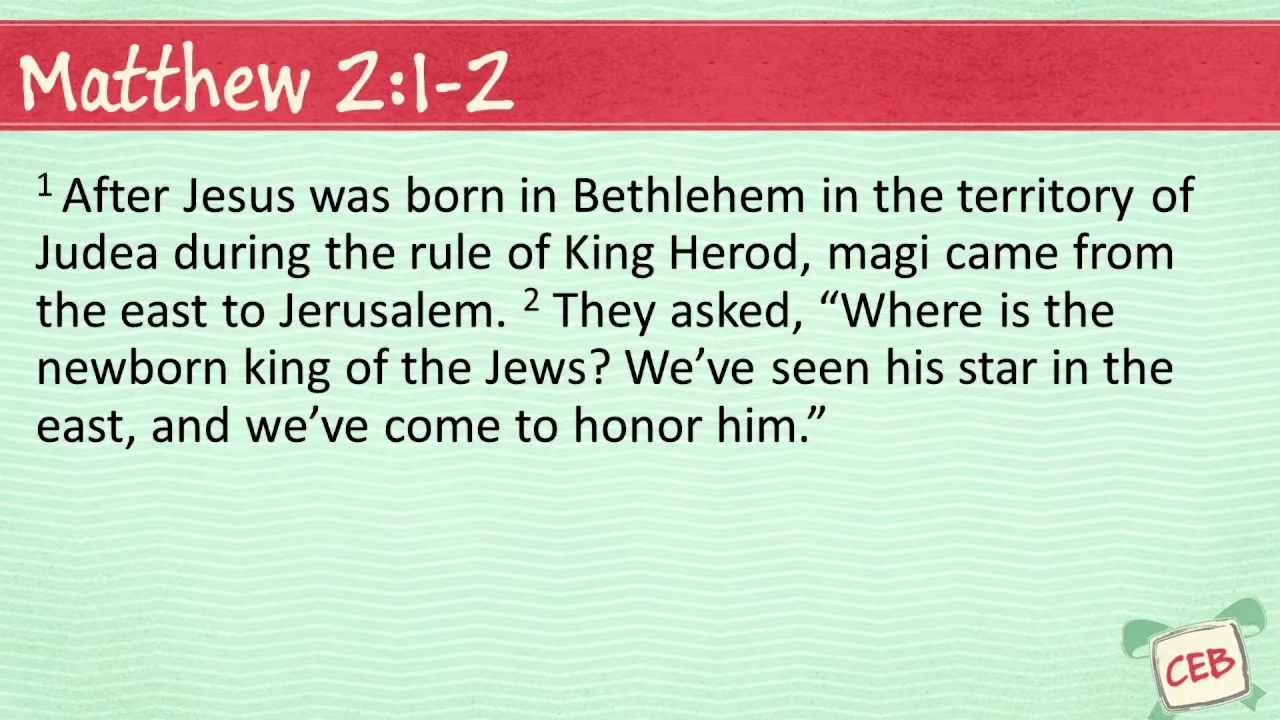 Matthew 2:1-2
1 After Jesus was born in Bethlehem in the territory of
Judea during the rule of King Herod, magi came from
the east to Jerusalem. 2 They asked, “Where is the
newborn king of the Jews? We’ve seen his star in the
east, and we’ve come to honor him.”
CEB